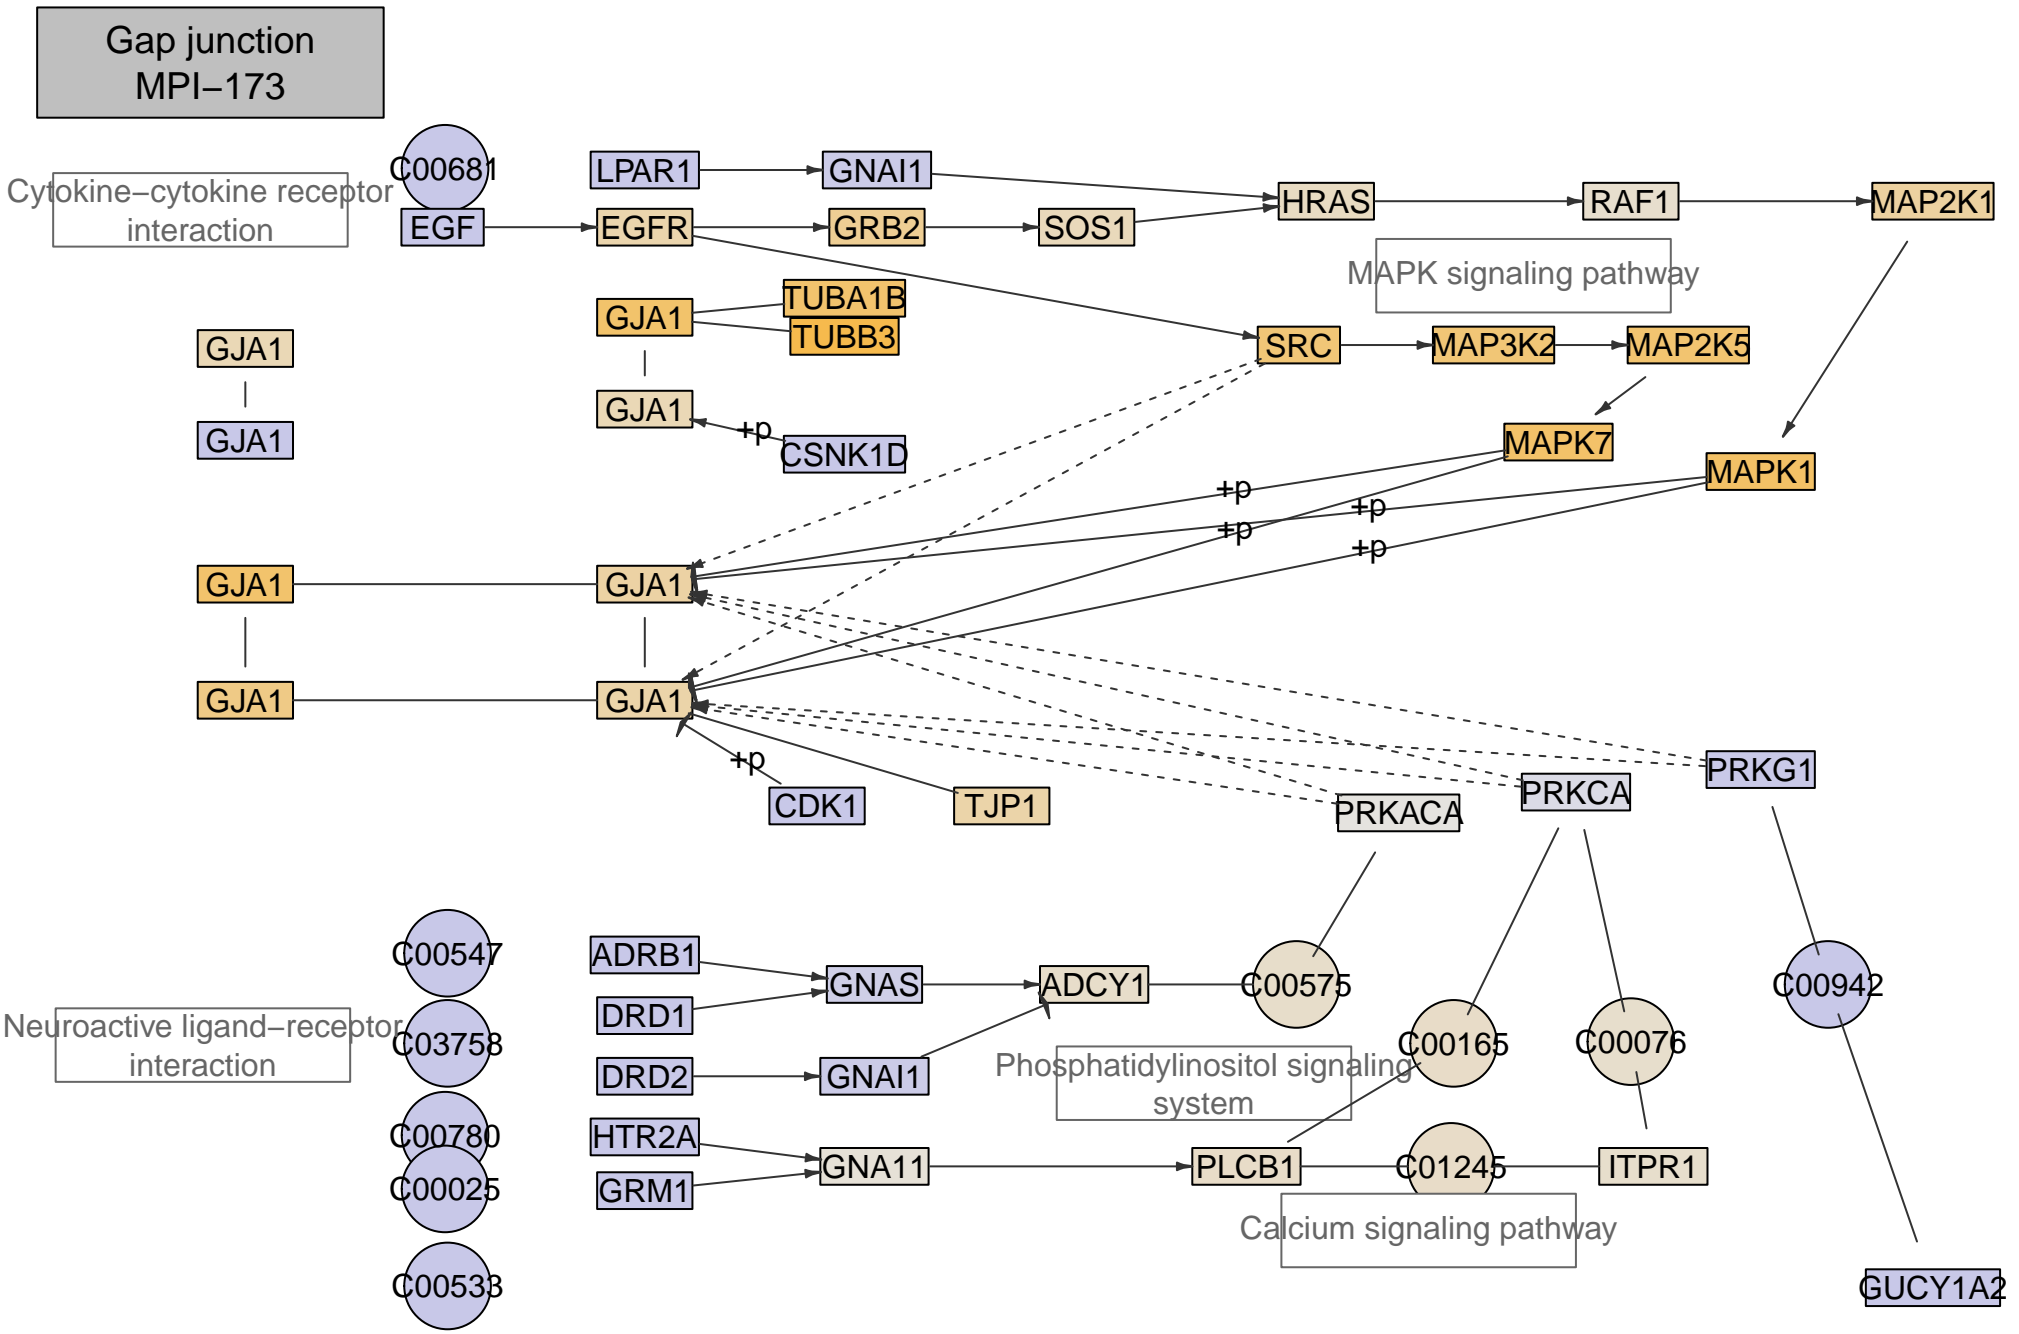 Gap junction
MPI−173
C00681
LPAR1
GNAI1
Cytokine−cytokine receptor
interaction
HRAS
RAF1
MAP2K1
EGF
EGFR
GRB2
SOS1
MAPK signaling pathway
TUBA1B
GJA1
TUBB3
GJA1
SRC
MAP3K2
MAP2K5
GJA1
+p
GJA1
CSNK1D
MAPK7
MAPK1
+p
+p
+p
+p
GJA1
GJA1
GJA1
GJA1
+p
PRKG1
CDK1
TJP1
PRKACA
PRKCA
C00547
ADRB1
GNAS
ADCY1
C00575
C00942
DRD1
Neuroactive ligand−receptor
interaction
C03758
C00165
C00076
DRD2
GNAI1
Phosphatidylinositol signaling
system
C00780
HTR2A
GNA11
PLCB1
C01245
ITPR1
C00025
GRM1
Calcium signaling pathway
C00533
GUCY1A2